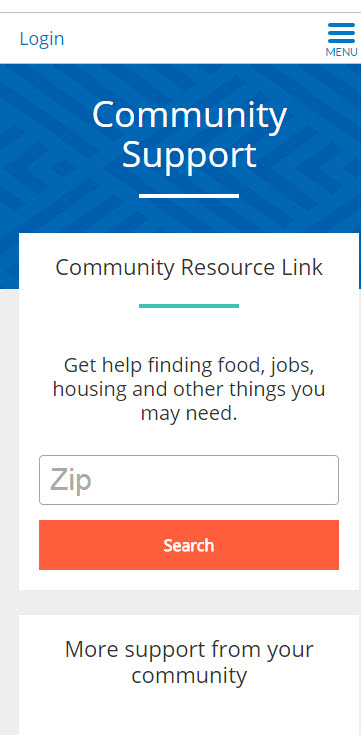 Login
MENU
Community
Support
Community Resource Link
Get help finding food, jobs,
housing and other things you
may need.
Zip
Search
More support from your
community